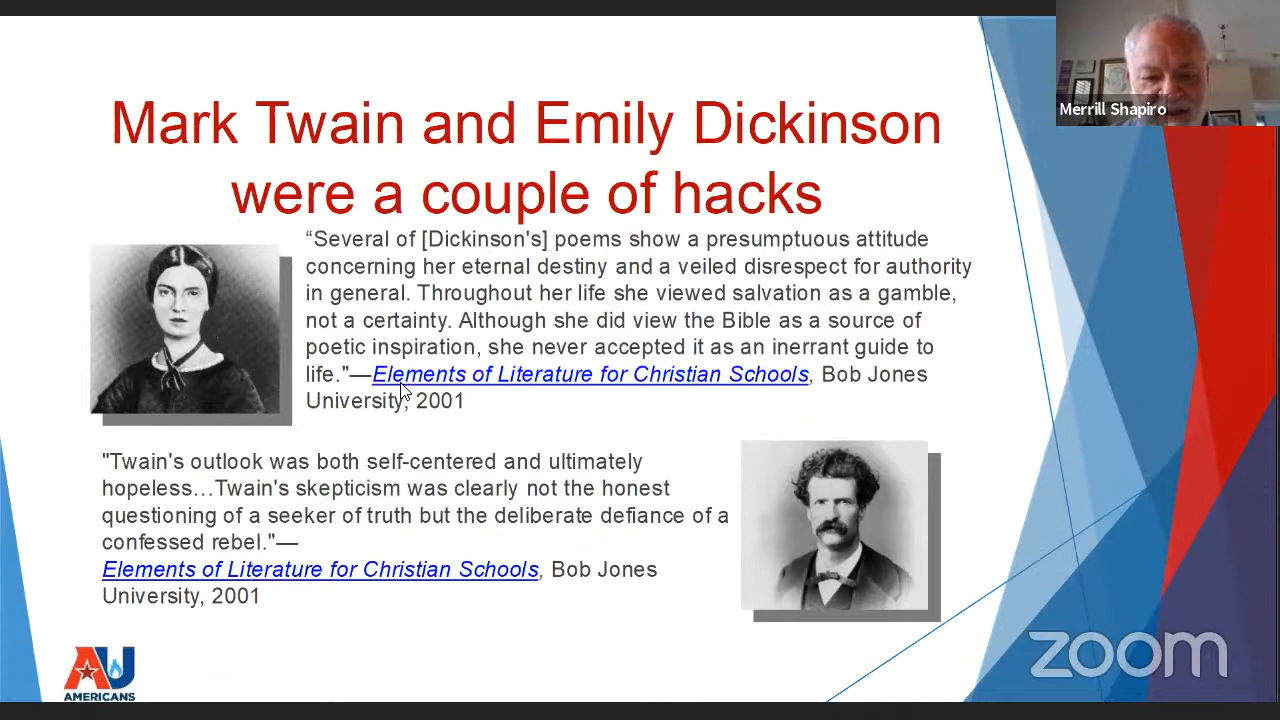 Merrill Shapiro
Mark Twain and Emily Dickinson
were a couple of hacks
“Several of [Dickinson's] poems show a presumptuous attitude
concerning her eternal destiny and a veiled disrespect for authority
in general. Throughout her life she viewed salvation as a gamble,
not a certainty. Although she did view the Bible as a source of
poetic inspiration, she never accepted it as an inerrant guide to
life."—Elements of Literature for Christian Schools, Bob Jones
University, 2001
"Twain's outlook was both self-centered and ultimately
hopeless…Twain's skepticism was clearly not the honest
questioning of a seeker of truth but the deliberate defiance of a
confessed rebel."—
Elements of Literature for Christian Schools, Bob Jones
University, 2001
AU
AMERICANS
zoom